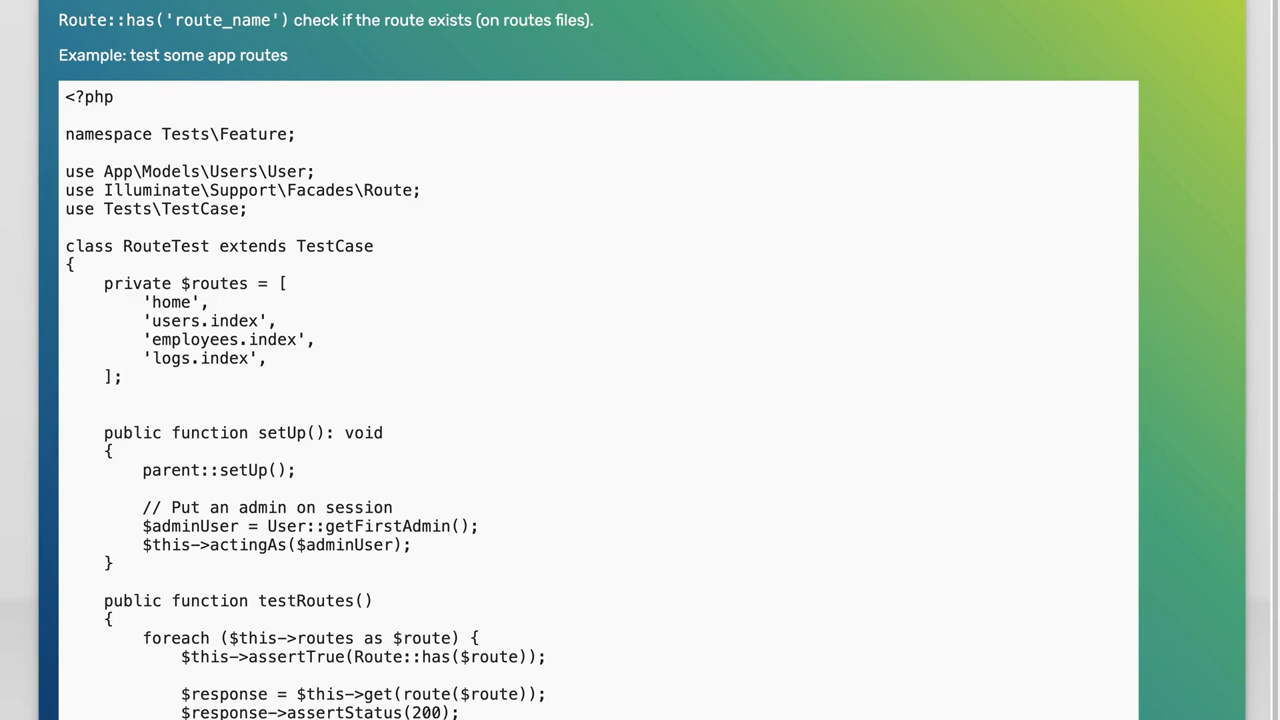 Route::has('route_name') check if the route exists (on routes files).
Example: test some app routes
<?php
namespace Tests\Feature;
use App\Models\Users\User;
use Illuminate\Support\Facades\Route;
use Tests\TestCase;
class RouteTest extends TestCase
{
    private $routes = [
        'home',
        'users.index',
        'employees.index',
        'logs.index',
    ];
    public function setUp(): void
    {
        parent::setUp();
        // Put an admin on session
        $adminUser = User::getFirstAdmin();
        $this->actingAs($adminUser);
    }
    public function testRoutes()
    {
        foreach ($this->routes as $route) {
            $this->assertTrue(Route::has($route));
            $response = $this->get(route($route));
            $response->assertStatus(200);